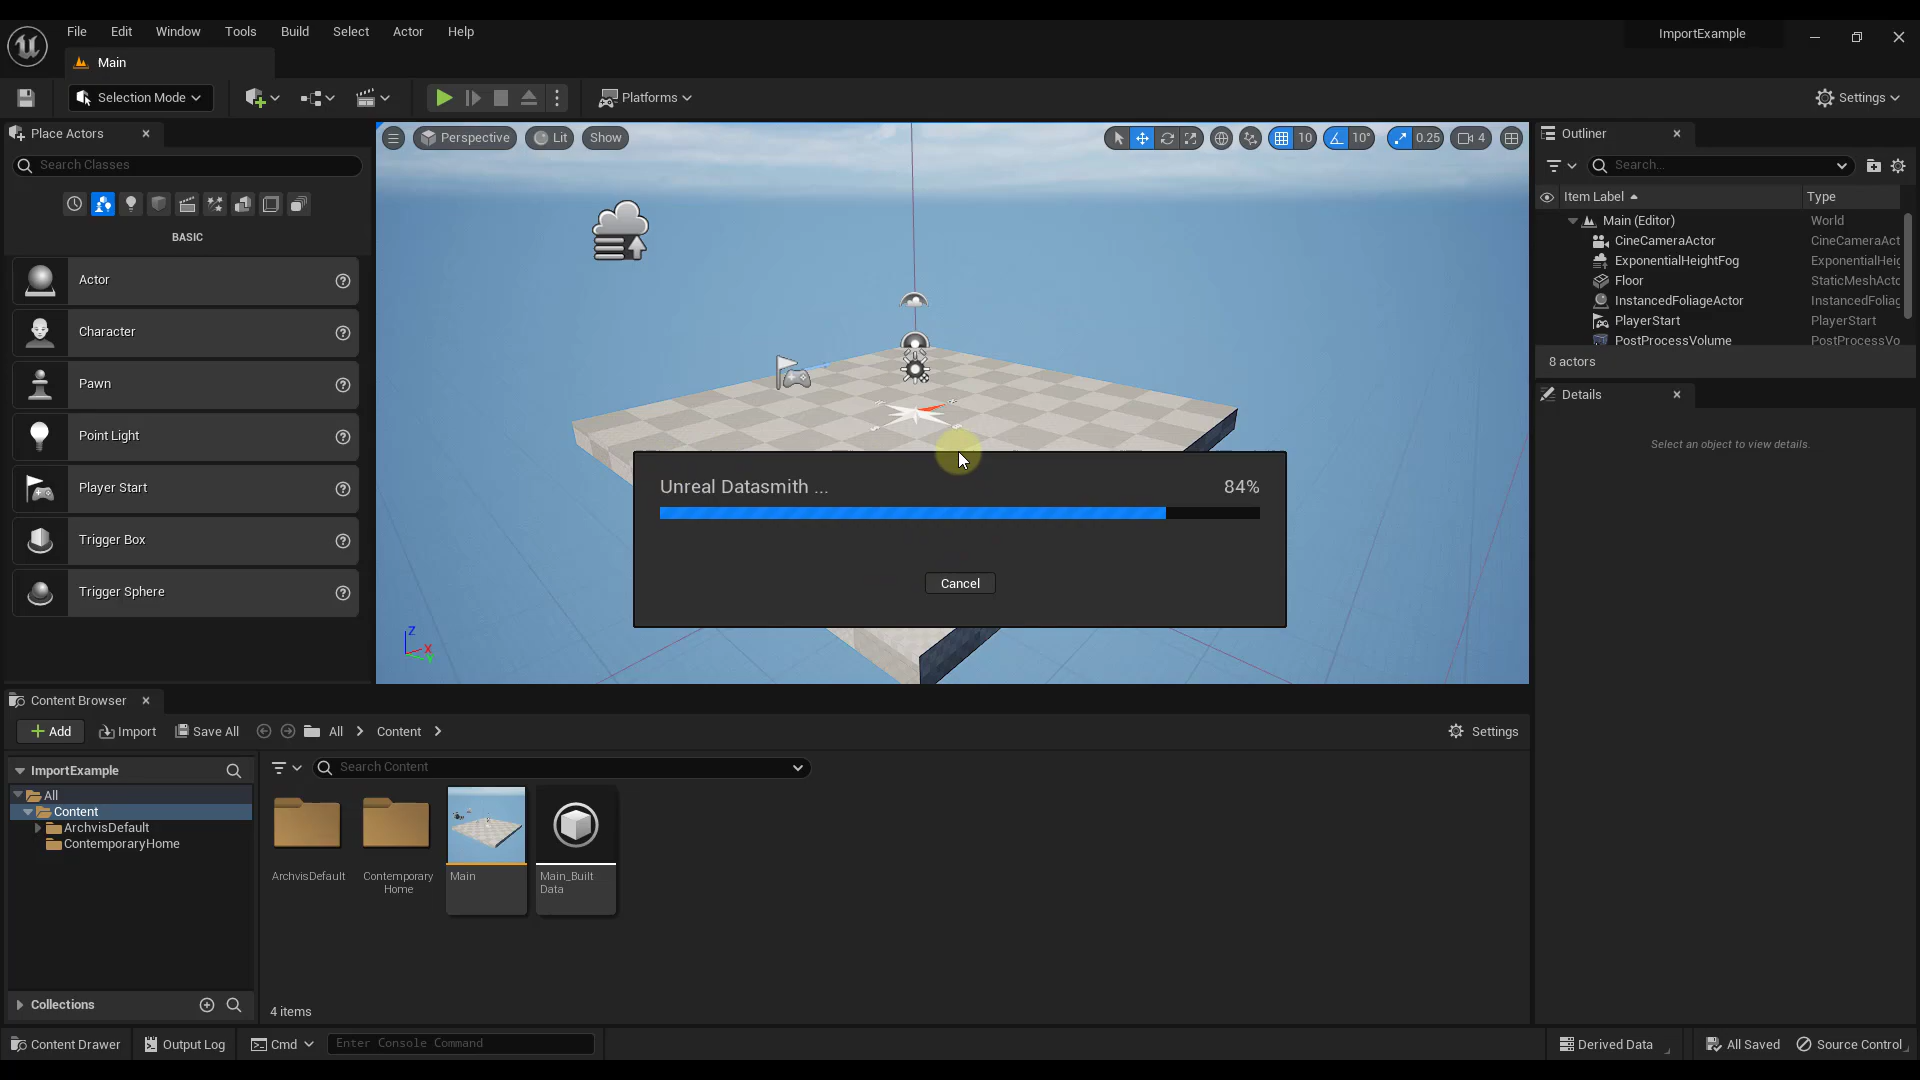 File Edit Window Tools Build Select Actor Help
ImportExample
Main
Selection Mode
Platforms
Settings
Place Actors
Search Classes
BASIC
Actor
Character
Pawn
Point Light
Player Start
Trigger Box
Trigger Sphere
Perspective Lit Show
10 10° 0.25 4
Z
X
Y
Unreal Datasmith ... 84%
Cancel
Outliner
Search...
Item Label Type
Main (Editor) World
CineCameraActor CineCameraAct
ExponentialHeightFog ExponentialHeig
Floor StaticMeshActo
InstancedFoliageActor InstancedFoliag
PlayerStart PlayerStart
PostProcessVolume PostProcessVo
8 actors
Details
Select an object to view details.
Content Browser
Add Import Save All All Content Settings
ImportExample
All
Content
ArchvisDefault
ContemporaryHome
Collections
Search Content
ArchvisDefault
Contemporary
Home
Main
Main_Built
Data
4 items
Content Drawer Output Log Cmd Enter Console Command
Derived Data All Saved Source Control